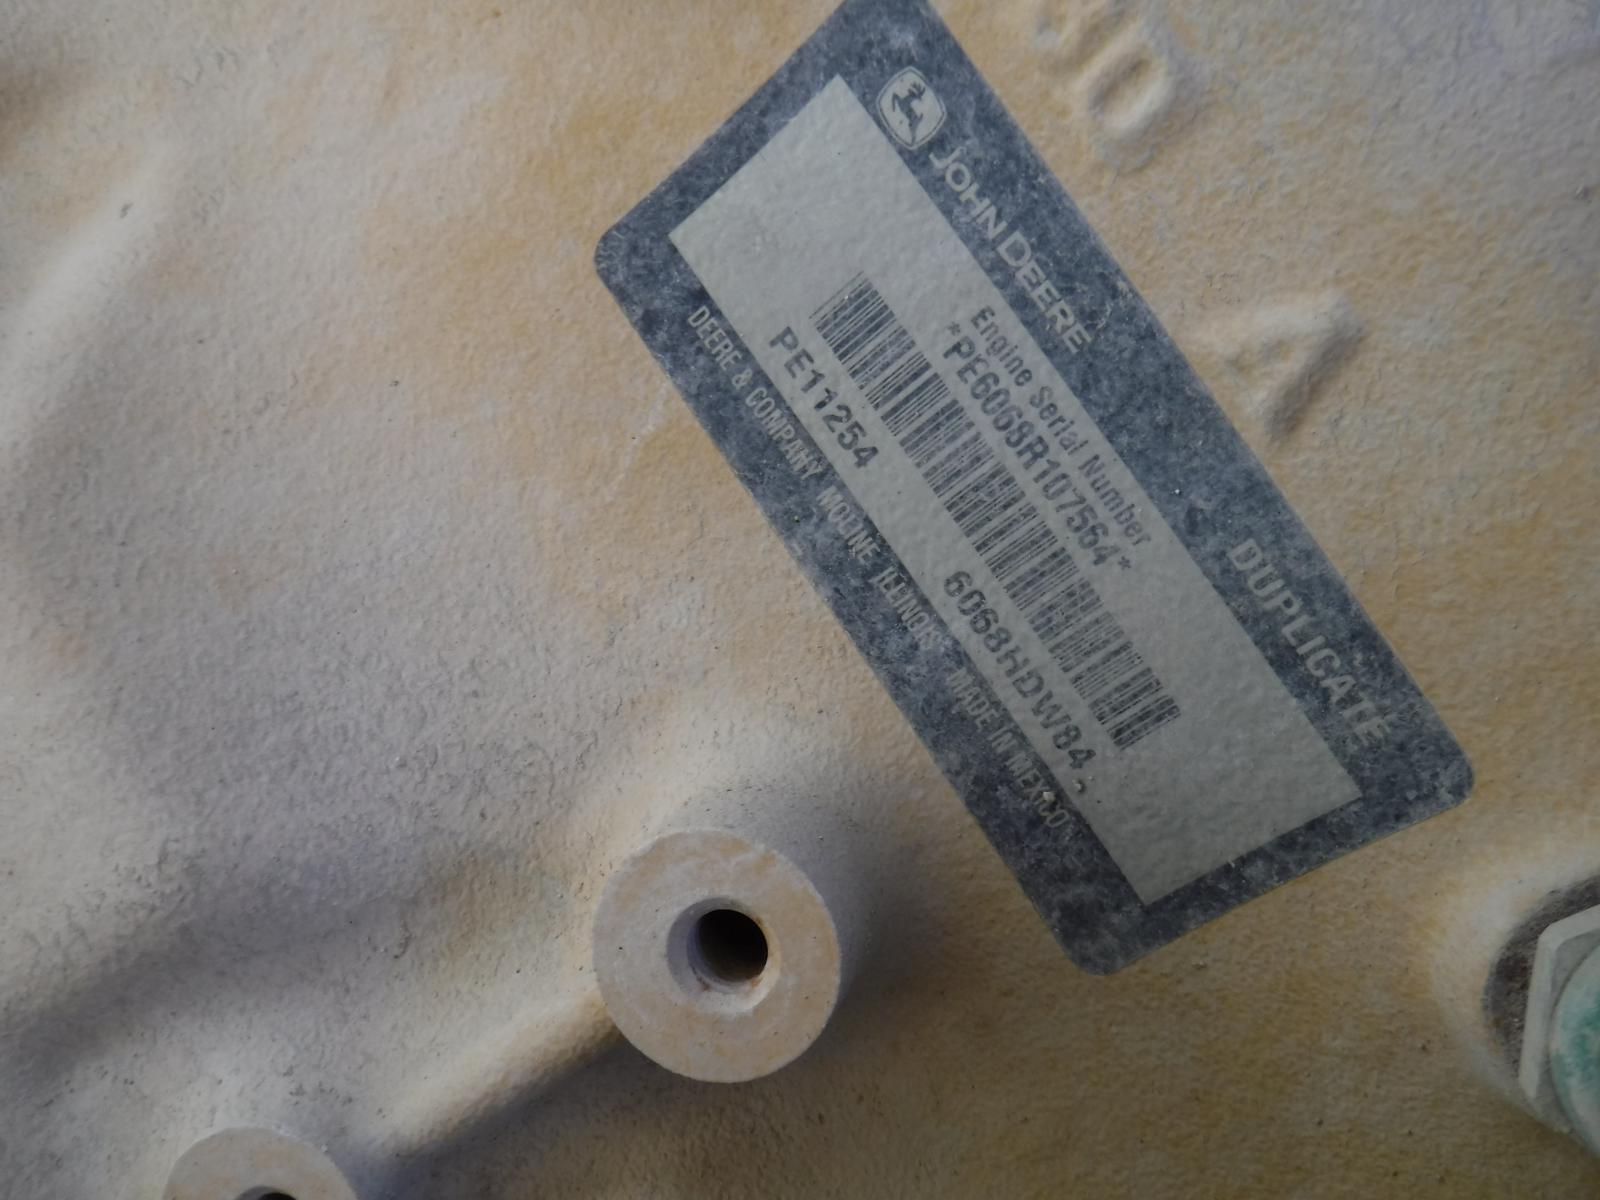 JOHN DEERE DUPLICATE
Engine Serial Number
*PE6068R107564*
PE11254 6068HDW84
DEERE & COMPANY MOLINE ILLINOIS MADE IN MEXICO
A